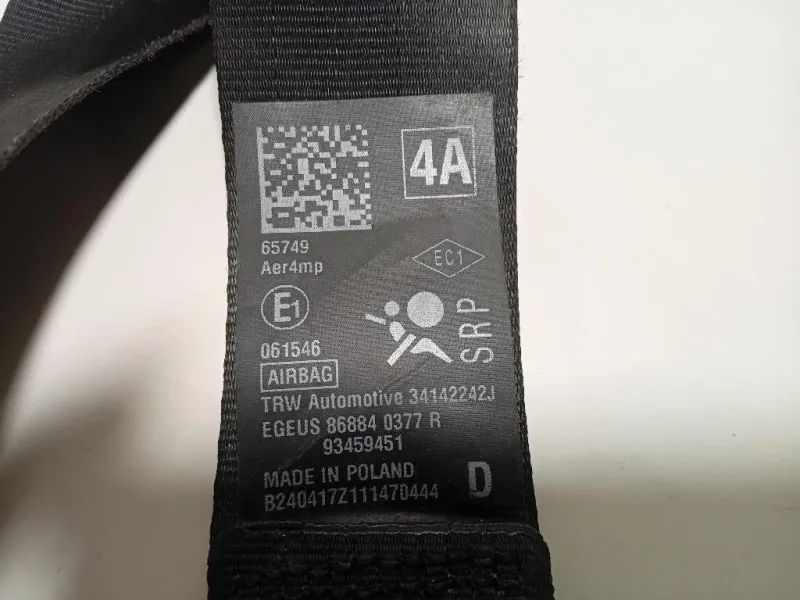 4A
65749
Aer4mp
EC1
E1
SRP
061546
AIRBAG
TRW Automotive 34142242J
EGEUS 86884 0377 R
93459451
MADE IN POLAND
D
B240417Z111470444